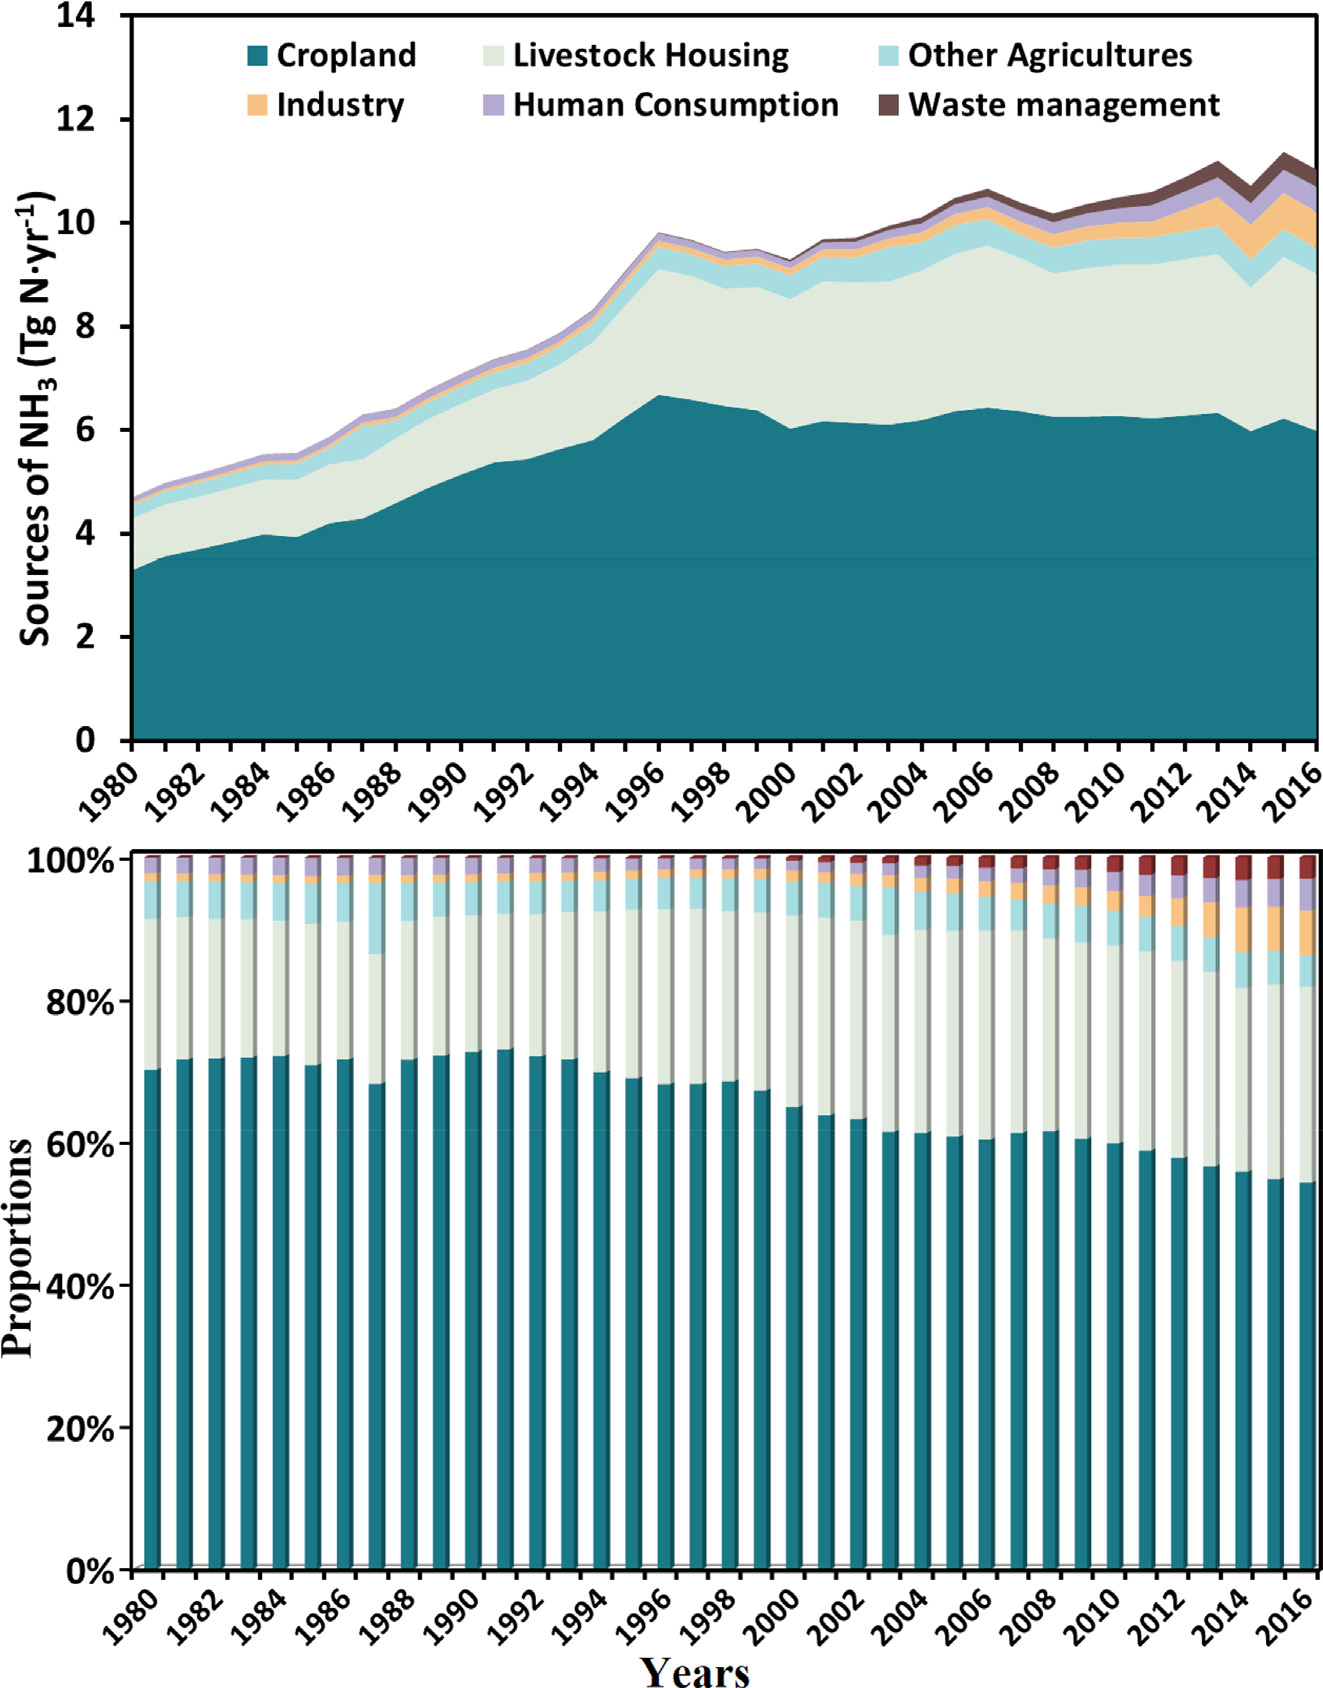 14
12
10
8
6
4
2
0
Sources of NH3 (Tg N·yr-1)
Cropland Livestock Housing Other Agricultures
Industry Human Consumption Waste management
1980 1982 1984 1986 1988 1990 1992 1994 1996 1998 2000 2002 2004 2006 2008 2010 2012 2014 2016
100%
80%
60%
40%
20%
0%
Proportions
1980 1982 1984 1986 1988 1990 1992 1994 1996 1998 2000 2002 2004 2006 2008 2010 2012 2014 2016
Years